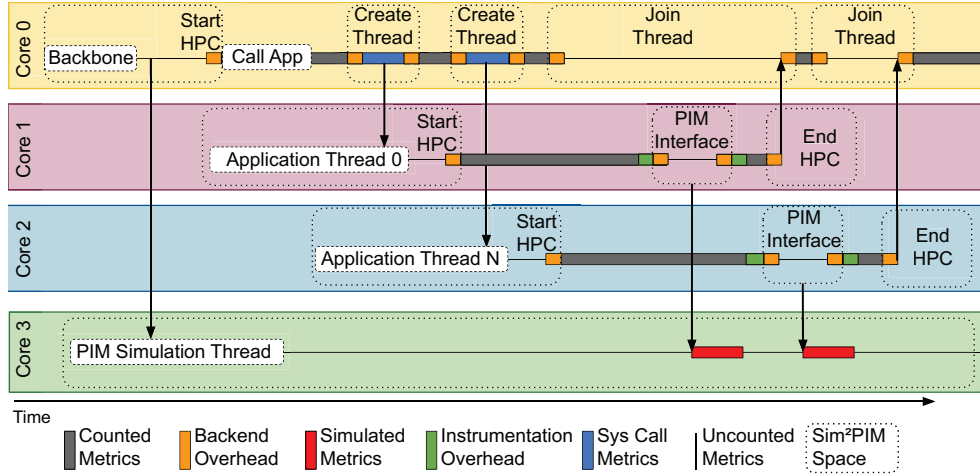 Core 0
Backbone
Start
HPC
Call App
Create
Thread
Create
Thread
Join
Thread
Join
Thread
Core 1
Application Thread 0
Start
HPC
PIM
Interface
End
HPC
Core 2
Application Thread N
Start
HPC
PIM
Interface
End
HPC
Core 3
PIM Simulation Thread
Time
Counted
Metrics
Backend
Overhead
Simulated
Metrics
Instrumentation
Overhead
Sys Call
Metrics
Uncounted
Metrics
Sim²PIM
Space